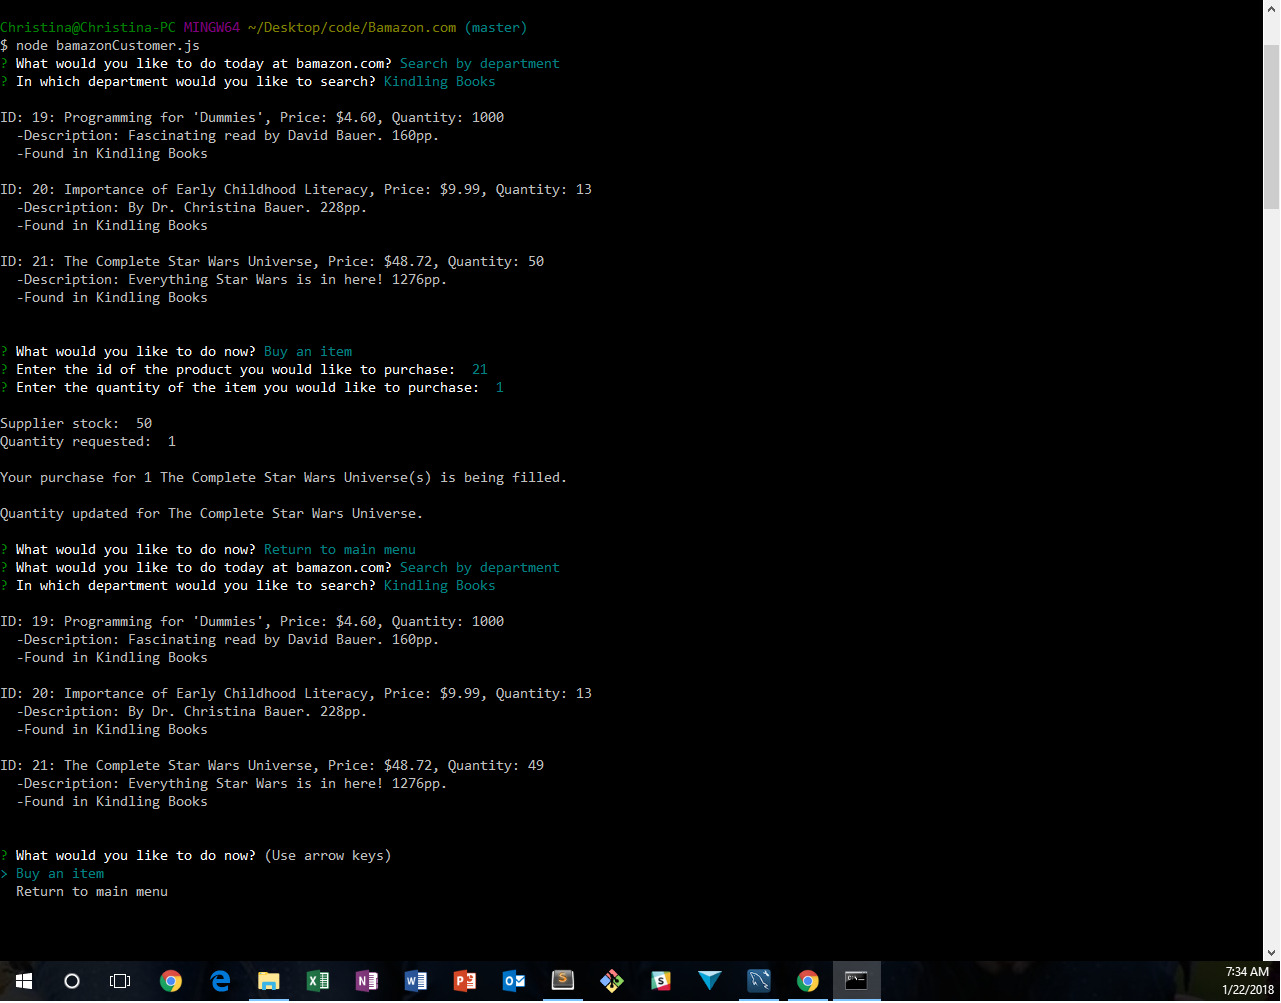 Christina@Christina-PC MINGW64 ~/Desktop/code/Bamazon.com (master)
$ node bamazonCustomer.js
? What would you like to do today at bamazon.com? Search by department
? In which department would you like to search? Kindling Books
ID: 19: Programming for 'Dummies', Price: $4.60, Quantity: 1000
  -Description: Fascinating read by David Bauer. 160pp.
  -Found in Kindling Books
ID: 20: Importance of Early Childhood Literacy, Price: $9.99, Quantity: 13
  -Description: By Dr. Christina Bauer. 228pp.
  -Found in Kindling Books
ID: 21: The Complete Star Wars Universe, Price: $48.72, Quantity: 50
  -Description: Everything Star Wars is in here! 1276pp.
  -Found in Kindling Books
? What would you like to do now? Buy an item
? Enter the id of the product you would like to purchase:  21
? Enter the quantity of the item you would like to purchase:  1
Supplier stock:  50
Quantity requested:  1
Your purchase for 1 The Complete Star Wars Universe(s) is being filled.
Quantity updated for The Complete Star Wars Universe.
? What would you like to do now? Return to main menu
? What would you like to do today at bamazon.com? Search by department
? In which department would you like to search? Kindling Books
ID: 19: Programming for 'Dummies', Price: $4.60, Quantity: 1000
  -Description: Fascinating read by David Bauer. 160pp.
  -Found in Kindling Books
ID: 20: Importance of Early Childhood Literacy, Price: $9.99, Quantity: 13
  -Description: By Dr. Christina Bauer. 228pp.
  -Found in Kindling Books
ID: 21: The Complete Star Wars Universe, Price: $48.72, Quantity: 49
  -Description: Everything Star Wars is in here! 1276pp.
  -Found in Kindling Books
? What would you like to do now? (Use arrow keys)
> Buy an item
  Return to main menu
7:34 AM
1/22/2018